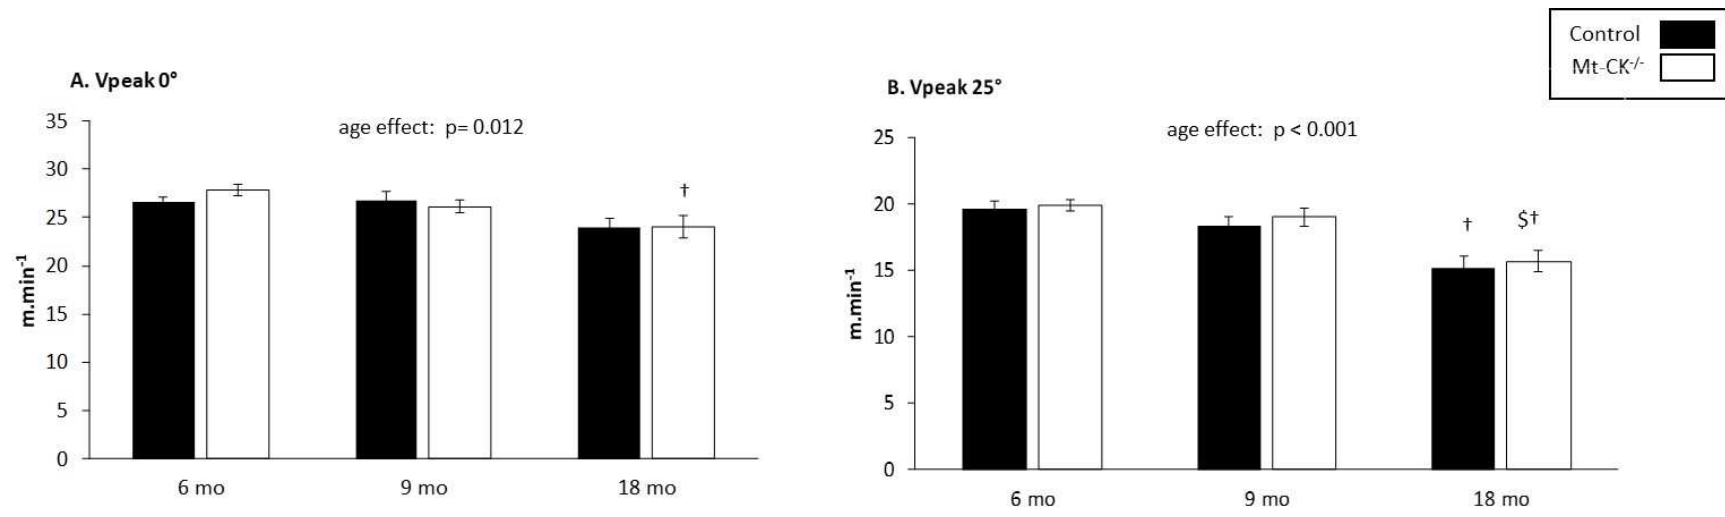 Control
Mt-CK-/-
A. Vpeak 0°
age effect: p= 0.012
35
30
25
20
15
10
5
0
m.min-1
†
6 mo
9 mo
18 mo
B. Vpeak 25°
age effect: p < 0.001
25
20
15
10
5
0
m.min-1
†
$†
6 mo
9 mo
18 mo